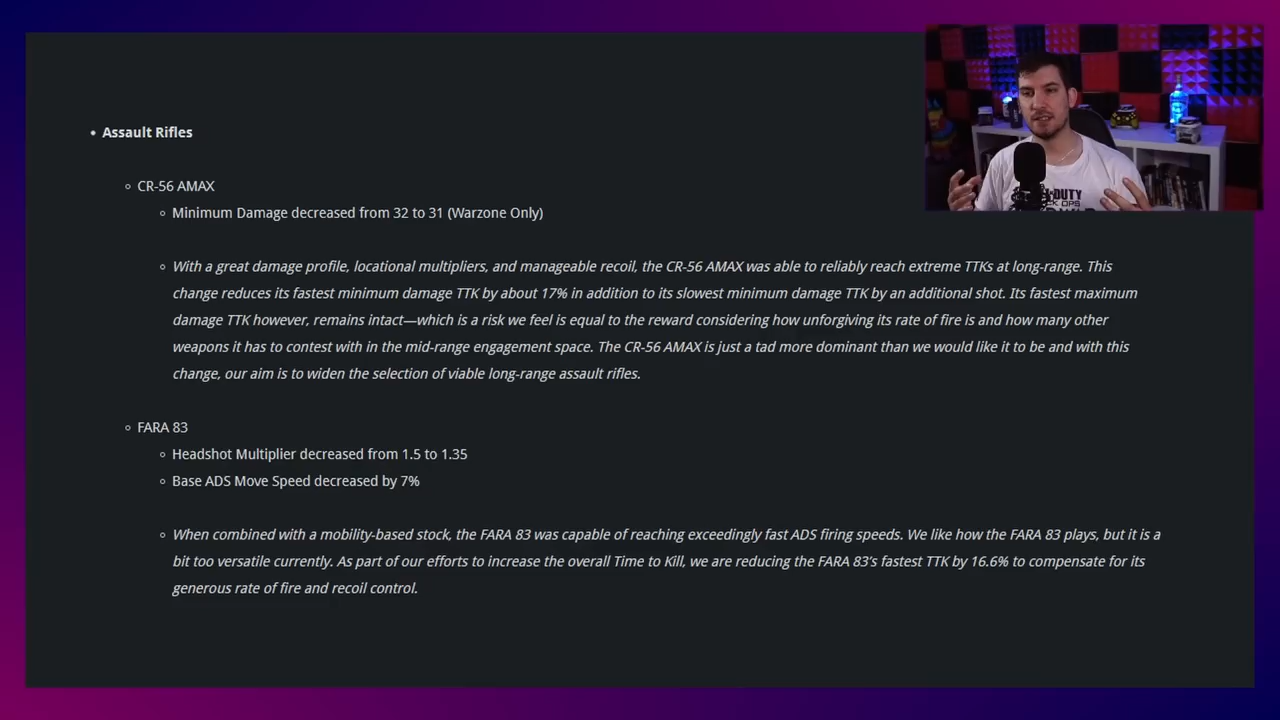 • Assault Rifles
◦ CR-56 AMAX
◦ Minimum Damage decreased from 32 to 31 (Warzone Only)
◦ With a great damage profile, locational multipliers, and manageable recoil, the CR-56 AMAX was able to reliably reach extreme TTKs at long-range. This
change reduces its fastest minimum damage TTK by about 17% in addition to its slowest minimum damage TTK by an additional shot. Its fastest maximum
damage TTK however, remains intact—which is a risk we feel is equal to the reward considering how unforgiving its rate of fire is and how many other
weapons it has to contest with in the mid-range engagement space. The CR-56 AMAX is just a tad more dominant than we would like it to be and with this
change, our aim is to widen the selection of viable long-range assault rifles.
◦ FARA 83
◦ Headshot Multiplier decreased from 1.5 to 1.35
◦ Base ADS Move Speed decreased by 7%
◦ When combined with a mobility-based stock, the FARA 83 was capable of reaching exceedingly fast ADS firing speeds. We like how the FARA 83 plays, but it is a
bit too versatile currently. As part of our efforts to increase the overall Time to Kill, we are reducing the FARA 83's fastest TTK by 16.6% to compensate for its
generous rate of fire and recoil control.
DUTY